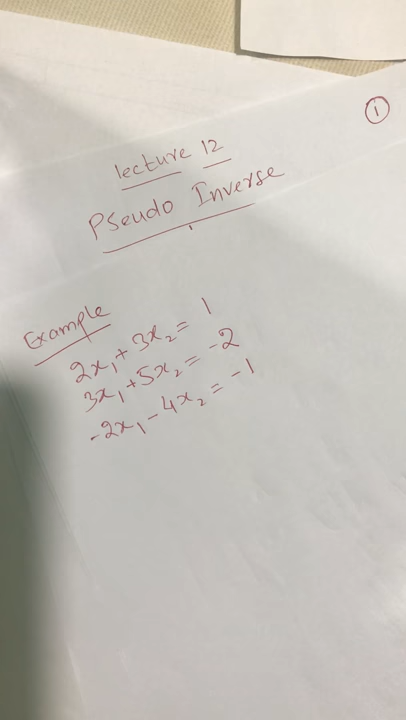 1
lecture 12
Pseudo Inverse
Example
2x₁ + 3x₂ = 1
3x₁ + 5x₂ = -2
-2x₁ - 4x₂ = -1